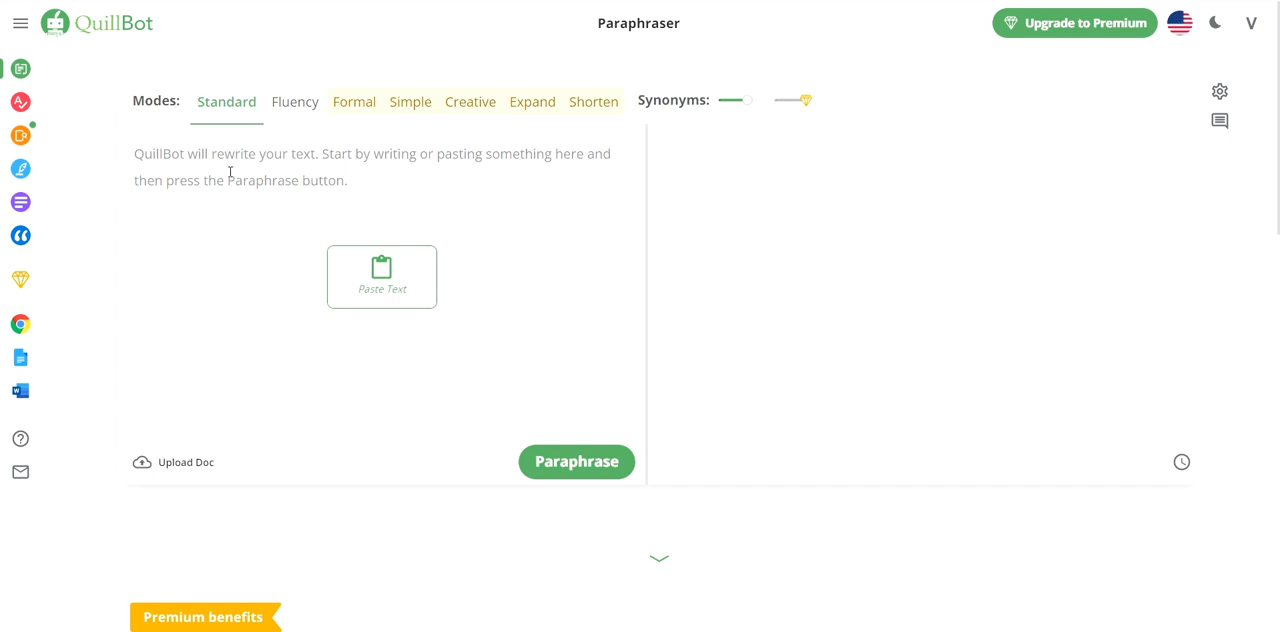 QuillBot
Paraphraser
Upgrade to Premium
V
Modes: Standard Fluency Formal Simple Creative Expand Shorten Synonyms:
QuillBot will rewrite your text. Start by writing or pasting something here and
then press the Paraphrase button.
Paste Text
Upload Doc
Paraphrase
Premium benefits